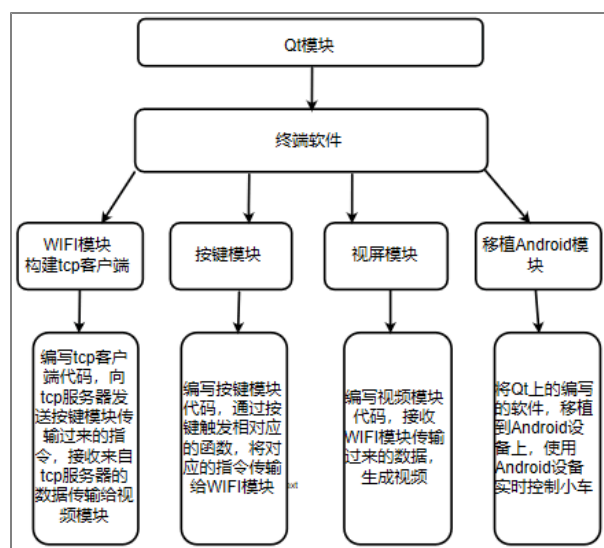 Qt模块
终端软件
WIFI模块
构建tcp客户端
按键模块
视屏模块
移植Android模
块
编写tcp客户
端代码，向
tcp服务器发
送按键模块传
输过来的指
令，接收来自
tcp服务器的
数据传输给视
频模块
编写按键模块
代码，通过按
键触发相对应
的函数，将对
应的指令传输
给WIFI模块
txt
编写视频模块
代码，接收
WIFI模块传输
过来的数据，
生成视频
将Qt上的编写
的软件，移植
到Android设
备上，使用
Android设备
实时控制小车